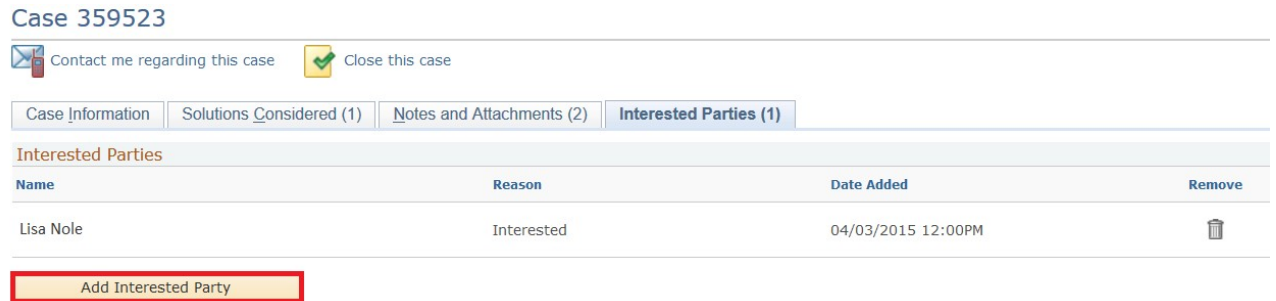 Case 359523
Contact me regarding this case Close this case
Case Information Solutions Considered (1) Notes and Attachments (2) Interested Parties (1)
Interested Parties
Name Reason Date Added Remove
Lisa Nole Interested 04/03/2015 12:00PM
Add Interested Party